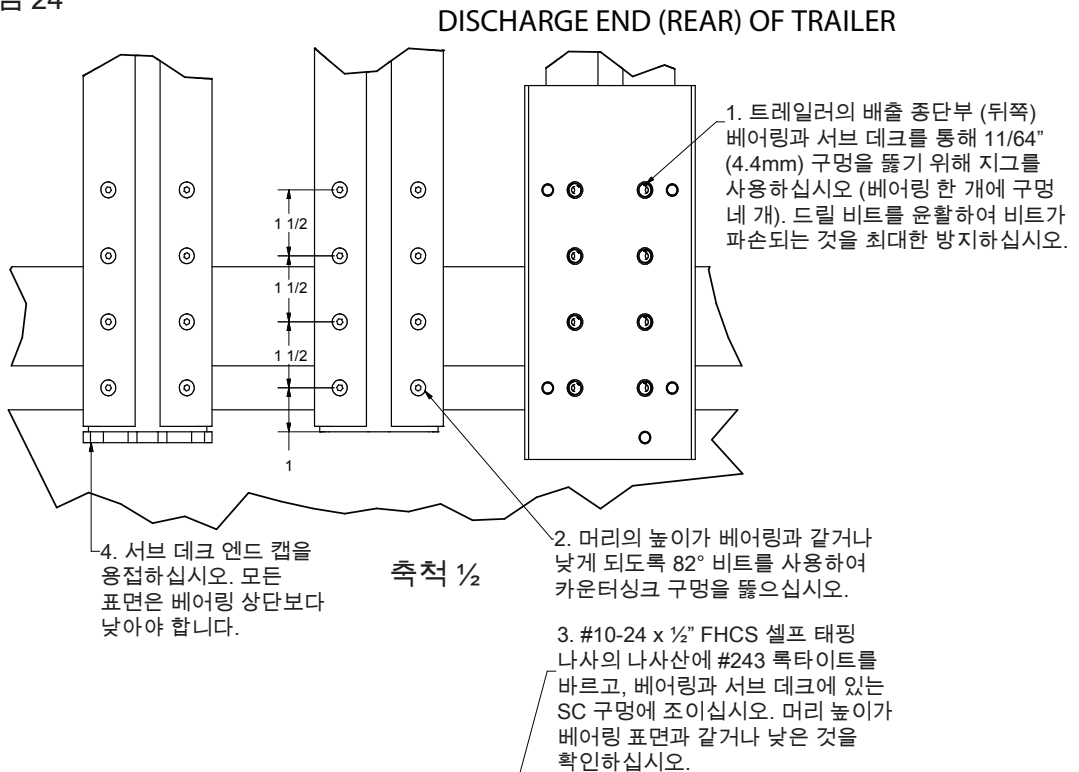 24
DISCHARGE END (REAR) OF TRAILER
1. 트레일러의 배출 종단부 (뒤쪽)
베어링과 서브 데크를 통해 11/64”
(4.4mm) 구멍을 뚫기 위해 지그를
사용하십시오 (베어링 한 개에 구멍
네 개). 드릴 비트를 윤활하여 비트가
파손되는 것을 최대한 방지하십시오.
1 1/2
1 1/2
1 1/2
1
2. 머리의 높이가 베어링과 같거나
낮게 되도록 82° 비트를 사용하여
카운터싱크 구멍을 뚫으십시오.
4. 서브 데크 엔드 캡을
용접하십시오. 모든
표면은 베어링 상단보다
낮아야 합니다.
축척 ½
3. #10-24 x ½” FHCS 셀프 태핑
나사의 나사산에 #243 록타이트를
바르고, 베어링과 서브 데크에 있는
SC 구멍에 조이십시오. 머리 높이가
베어링 표면과 같거나 낮은 것을
확인하십시오.